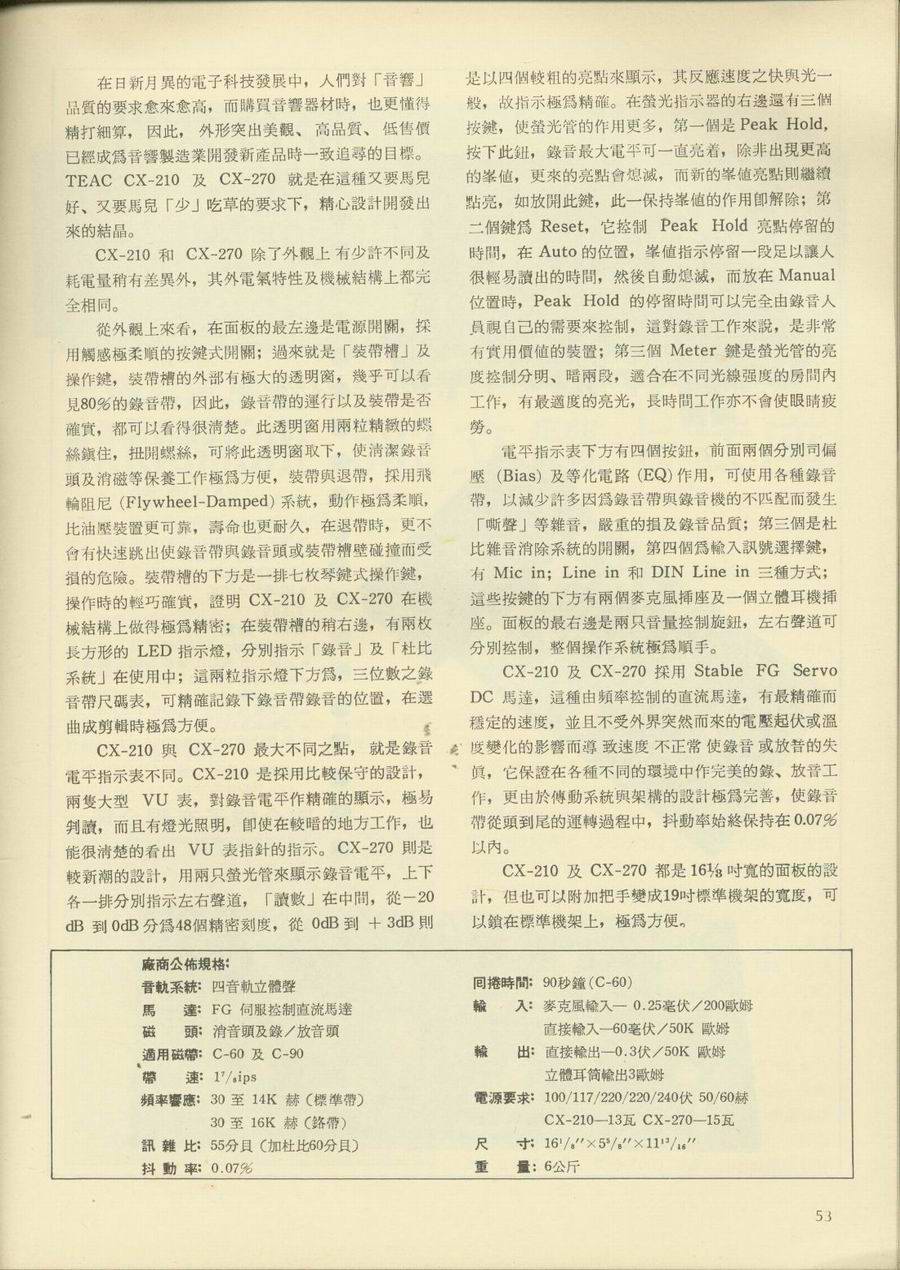 在日新月異的電子科技發展中，人們對「音響」
品質的要求愈來愈高，而購買音響器材時，也更懂得
精打細算， 因此， 外形突出美觀、 高品質、 低售價
已經成爲音響製造業開發新產品時一致追尋的目標。
TEAC CX-210 及 CX-270 就是在這種又要馬兒
好、又要馬兒「少」吃草的要求下，精心設計開發出
來的結晶。
CX-210 和 CX-270 除了外觀上有少許不同及
耗電量稍有差異外，其外電氣特性及機械結構上都完
全相同。
從外觀上來看，在面板的最左邊是電源開關，採
用觸感極柔順的按鍵式開關；過來就是「裝帶槽」及
操作鍵，裝帶槽的外部有極大的透明窗，幾乎可以看
見80%的錄音帶，因此，錄音帶的運行以及裝帶是否
確實，都可以看得很清楚。此透明窗用兩粒精緻的螺
絲鎖住，扭開螺絲，可將此透明窗取下，使清潔錄音
頭及消磁等保養工作極爲方便，裝帶與退帶，採用飛
輪阻尼 (Flywheel-Damped) 系統，動作極爲柔順，
比油壓裝置更可靠，壽命也更耐久，在退帶時，更不
會有快速跳出使錄音帶與錄音頭或裝帶槽壁碰撞而受
損的危險。裝帶槽的下方是一排七枚琴鍵式操作鍵，
操作時的輕巧確實，證明 CX-210 及 CX-270 在機
械結構上做得極爲精密；在裝帶槽的稍右邊，有兩枚
長方形的 LED 指示燈，分別指示「錄音」及「杜比
系統」在使用中；這兩粒指示燈下方爲，三位數之錄
音帶尺碼表，可精確記錄下錄音帶錄音的位置，在選
曲成剪輯時極爲方便。
CX-210 與 CX-270 最大不同之點， 就是錄音
電平指示表不同。CX-210 是採用比較保守的設計，
兩隻大型 VU 表，對錄音電平作精確的顯示，極易
判讀，而且有燈光照明，卽使在較暗的地方工作，也
能很清楚的看出 VU 表指針的指示。 CX-270 則是
較新潮的設計，用兩只螢光管來顯示錄音電平，上下
各一排分別指示左右聲道，「讀數」在中間，從－20
dB 到 0dB 分爲48個精密刻度，從 0dB 到 ＋3dB 則
是以四個較粗的亮點來顯示，其反應速度之快與光一
般，故指示極爲精確。在螢光指示器的右邊還有三個
按鍵，使螢光管的作用更多，第一個是 Peak Hold，
按下此鈕，錄音最大電平可一直亮着，除非出現更高
的峯值，更來的亮點會熄滅，而新的峯値亮點則繼續
點亮，如放開此鍵，此一保持峯値的作用卽解除；第
二個鍵爲 Reset，它控制 Peak Hold 亮點停留的
時間，在 Auto 的位置，峯値指示停留一段足以讓人
很輕易讀出的時間，然後自動熄滅，而放在 Manual
位置時，Peak Hold 的停留時間可以完全由錄音人
員視自己的需要來控制，這對錄音工作來說，是非常
有實用價値的裝置；第三個 Meter 鍵是螢光管的亮
度控制分明、暗兩段，適合在不同光線强度的房間內
工作，有最適度的亮光，長時間工作亦不會使眼睛疲
勞。
電平指示表下方有四個按鈕，前面兩個分別司偏
壓 (Bias) 及等化電路 (EQ) 作用，可使用各種錄音
帶，以減少許多因爲錄音帶與錄音機的不匹配而發生
「嘶聲」等雜音，嚴重的損及錄音品質；第三個是杜
比雜音消除系統的開關，第四個爲輸入訊號選擇鍵，
有 Mic in；Line in 和 DIN Line in 三種方式；
這些按鍵的下方有兩個麥克風揷座及一個立體耳機揷
座。面板的最右邊是兩只音量控制旋鈕，左右聲道可
分別控制，整個操作系統極爲順手。
CX-210 及 CX-270 採用 Stable FG Servo
DC 馬達，這種由頻率控制的直流馬達，有最精確而
穩定的速度，並且不受外界突然而來的電壓起伏或溫
度變化的影響而導 致速度 不正常 使錄音 或放音的失
眞，它保證在各種不同的環境中作完美的錄、放音工
作，更由於傳動系統與架構的設計極爲完善，使錄音
帶從頭到尾的運轉過程中，抖動率始終保持在 0.07%
以內。
CX-210 及 CX-270 都是 16⅛ 吋寬的面板的設
計，但也可以附加把手變成19吋標準機架的寬度，可
以鎖在標準機架上，極爲方便。
廠商公佈規格：
音軌系統：四音軌立體聲
馬　　達：FG 伺服控制直流馬達
磁　　頭：消音頭及錄／放音頭
適用磁帶：C-60 及 C-90
帶　　速：1⁷/₈ips
頻率響應：30 至 14K 赫（標準帶）
30 至 16K 赫（鉻帶）
訊 雜 比：55分貝（加杜比60分貝）
抖 動 率：0.07%
回捲時間：90秒鐘（C-60）
輸　　入：麥克風輸入— 0.25毫伏／200歐姆
直接輸入—60毫伏／50K 歐姆
輸　　出：直接輸出—0.3伏／50K 歐姆
立體耳筒輸出3歐姆
電源要求：100/117/220/220/240伏 50/60赫
CX-210—13瓦 CX-270—15瓦
尺　　寸：16¹/₈″×5⁵/₈″×11¹³/₁₆″
重　　量：6公斤
53